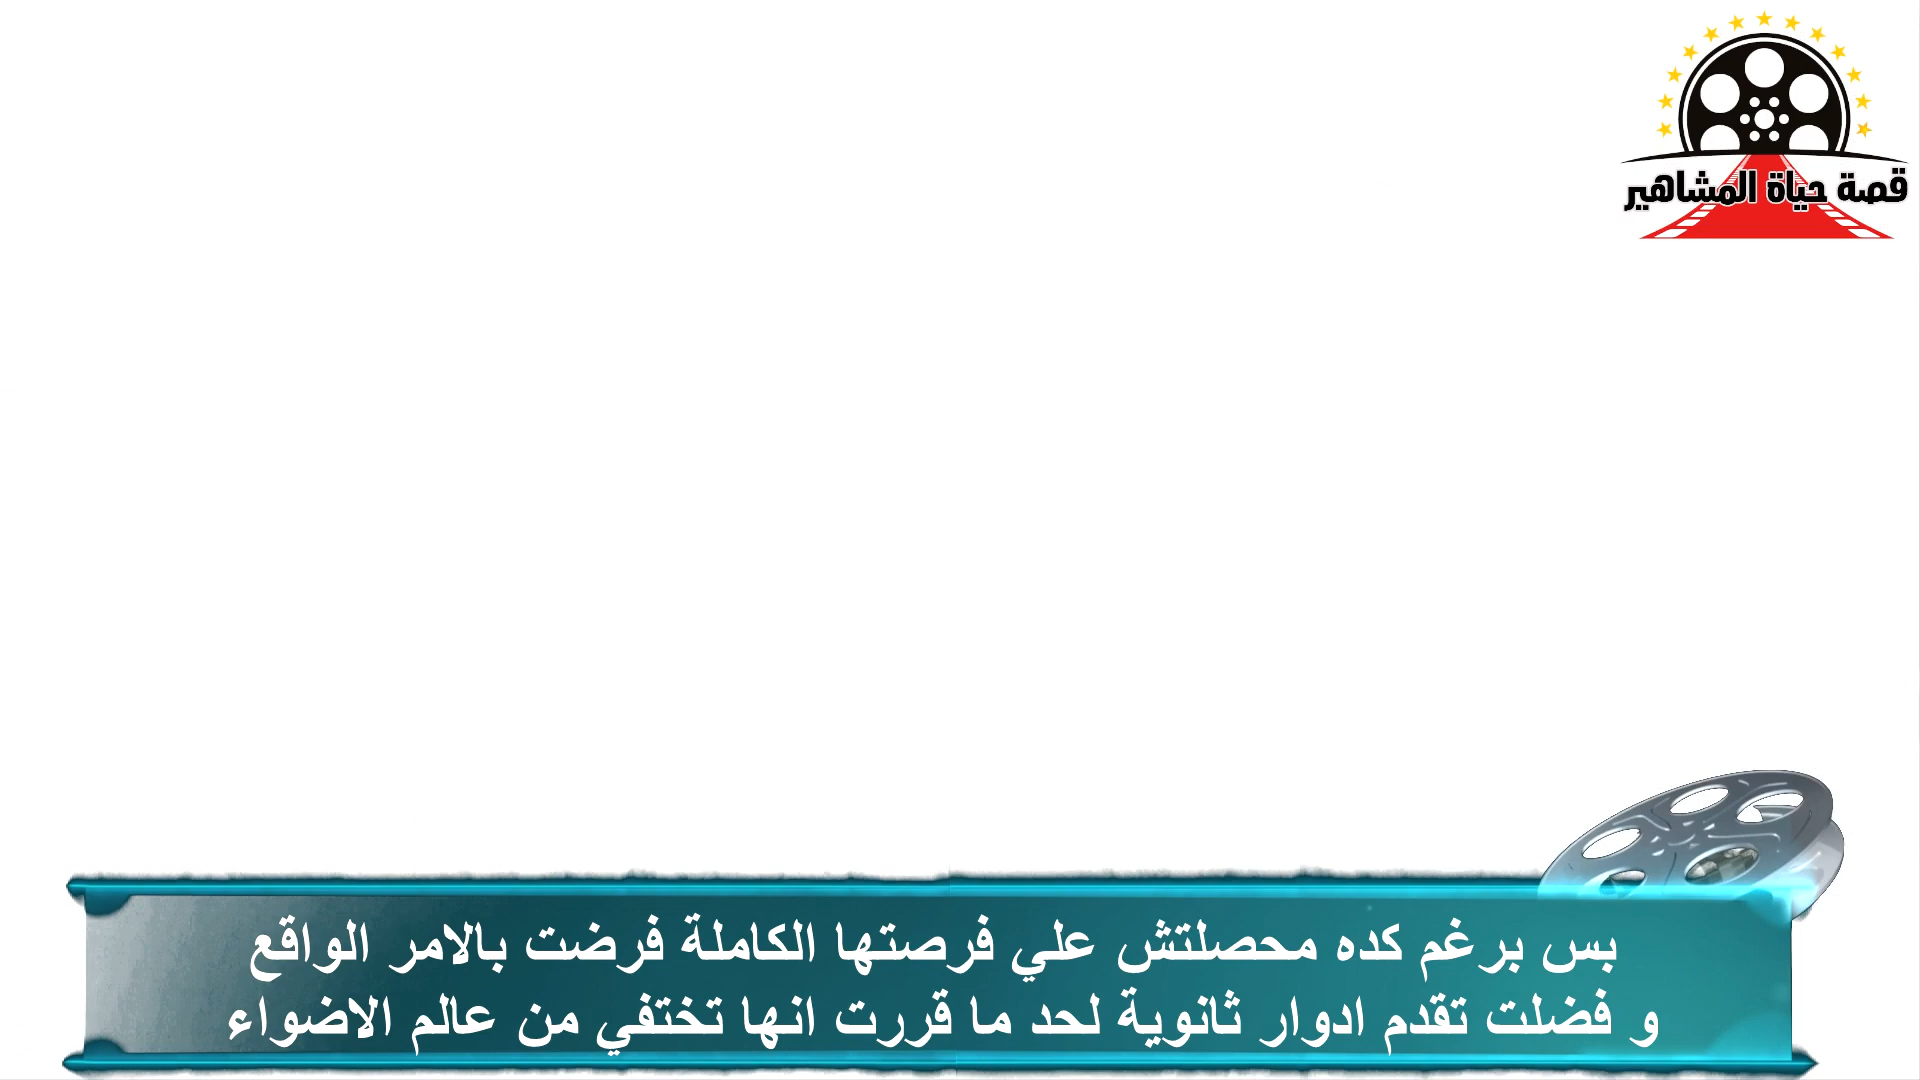 قصة حياة المشاهير
بس برغم كده محصلتش علي فرصتها الكاملة فرضت بالامر الواقع
و فضلت تقدم ادوار ثانوية لحد ما قررت انها تختفي من عالم الاضواء